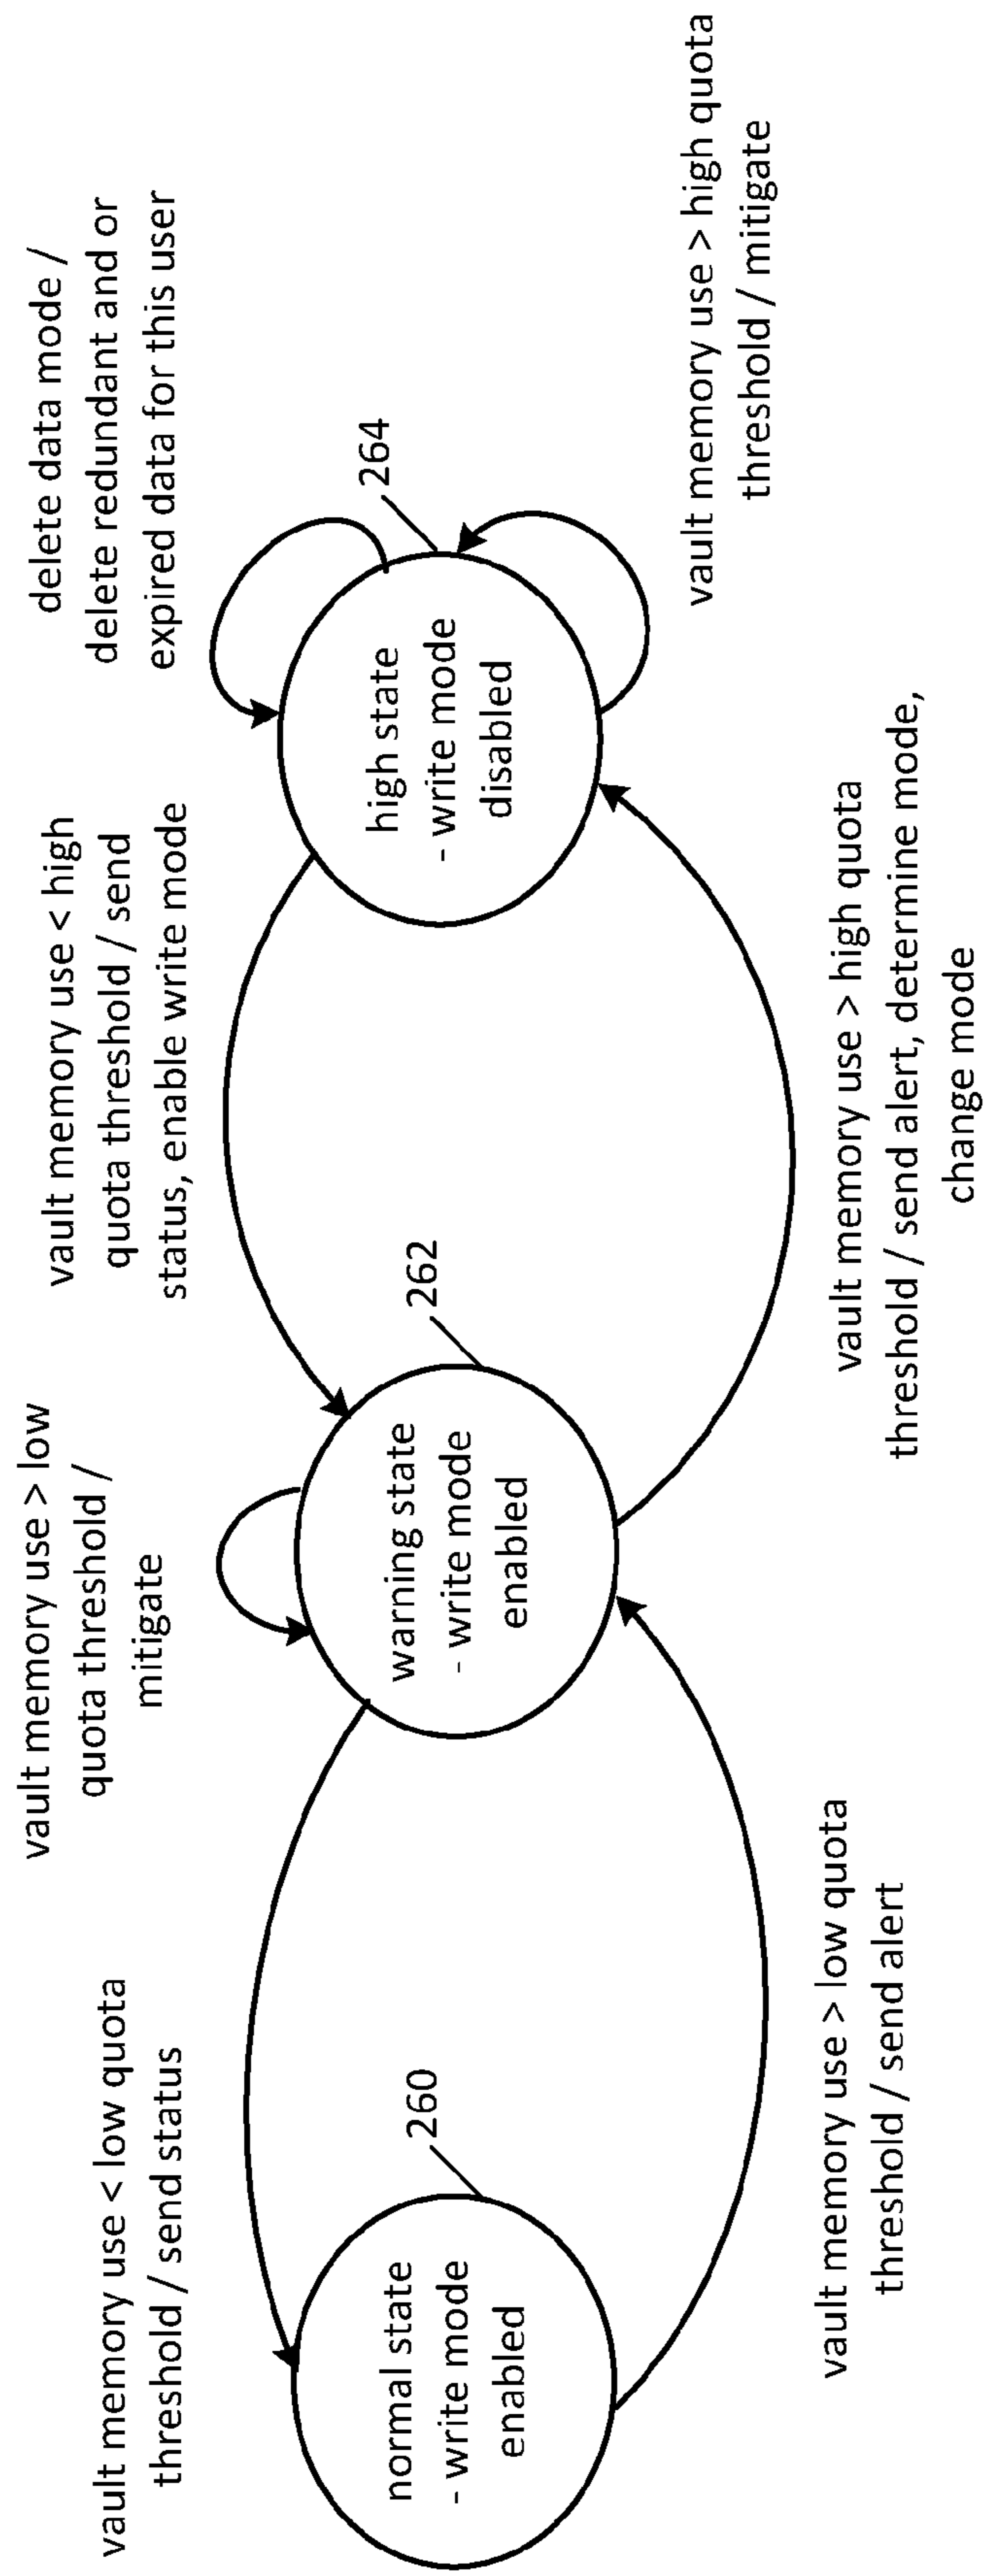 vault memory use < low quota
threshold / send status
vault memory use > low
quota threshold /
mitigate
vault memory use < high
quota threshold / send
status, enable write mode
delete data mode /
delete redundant and or
expired data for this user
260
normal state
- write mode
enabled
262
warning state
- write mode
enabled
264
high state
- write mode
disabled
vault memory use > low quota
threshold / send alert
vault memory use > high quota
threshold / send alert, determine mode,
change mode
vault memory use > high quota
threshold / mitigate